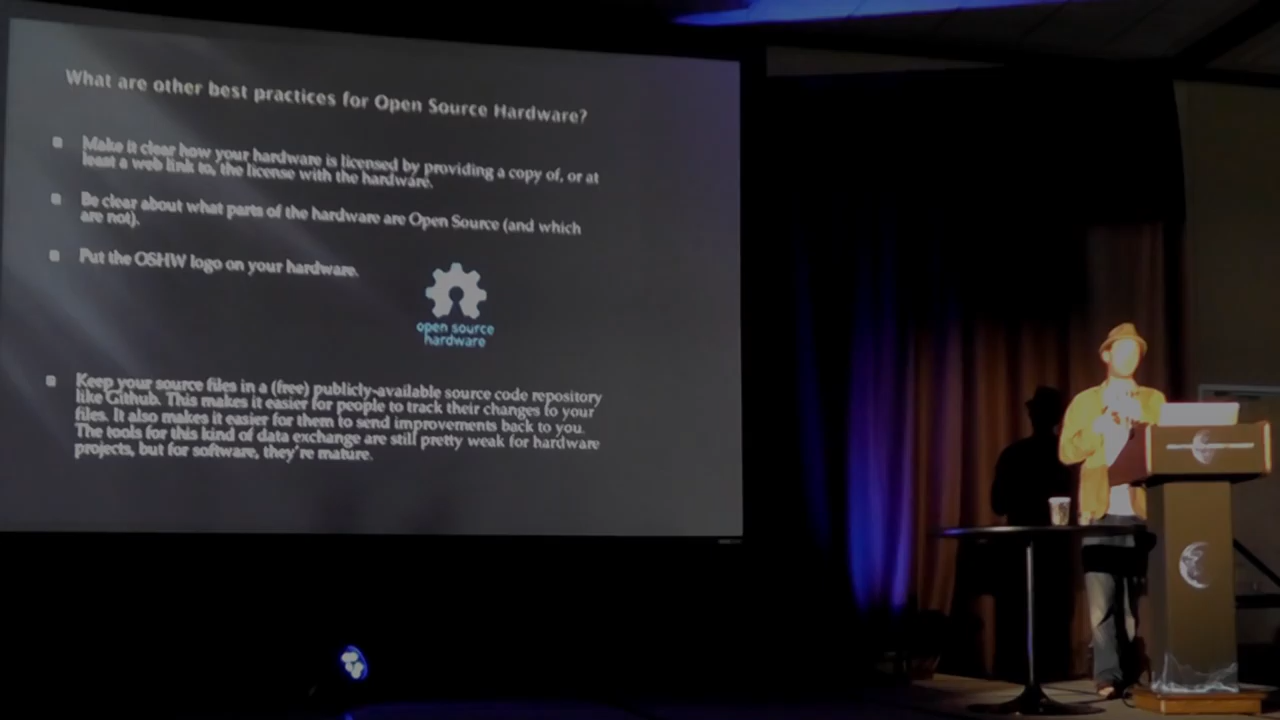 What are other best practices for Open Source Hardware?
Make it clear how your hardware is licensed by providing a copy of, or at
least a web link to, the license with the hardware.
Be clear about what parts of the hardware are Open Source (and which
are not).
Put the OSHW logo on your hardware.
open source
hardware
Keep your source files in a (free) publicly-available source code repository
like Github. This makes it easier for people to track their changes to your
files. It also makes it easier for them to send improvements back to you.
The tools for this kind of data exchange are still pretty weak for hardware
projects, but for software, they're mature.